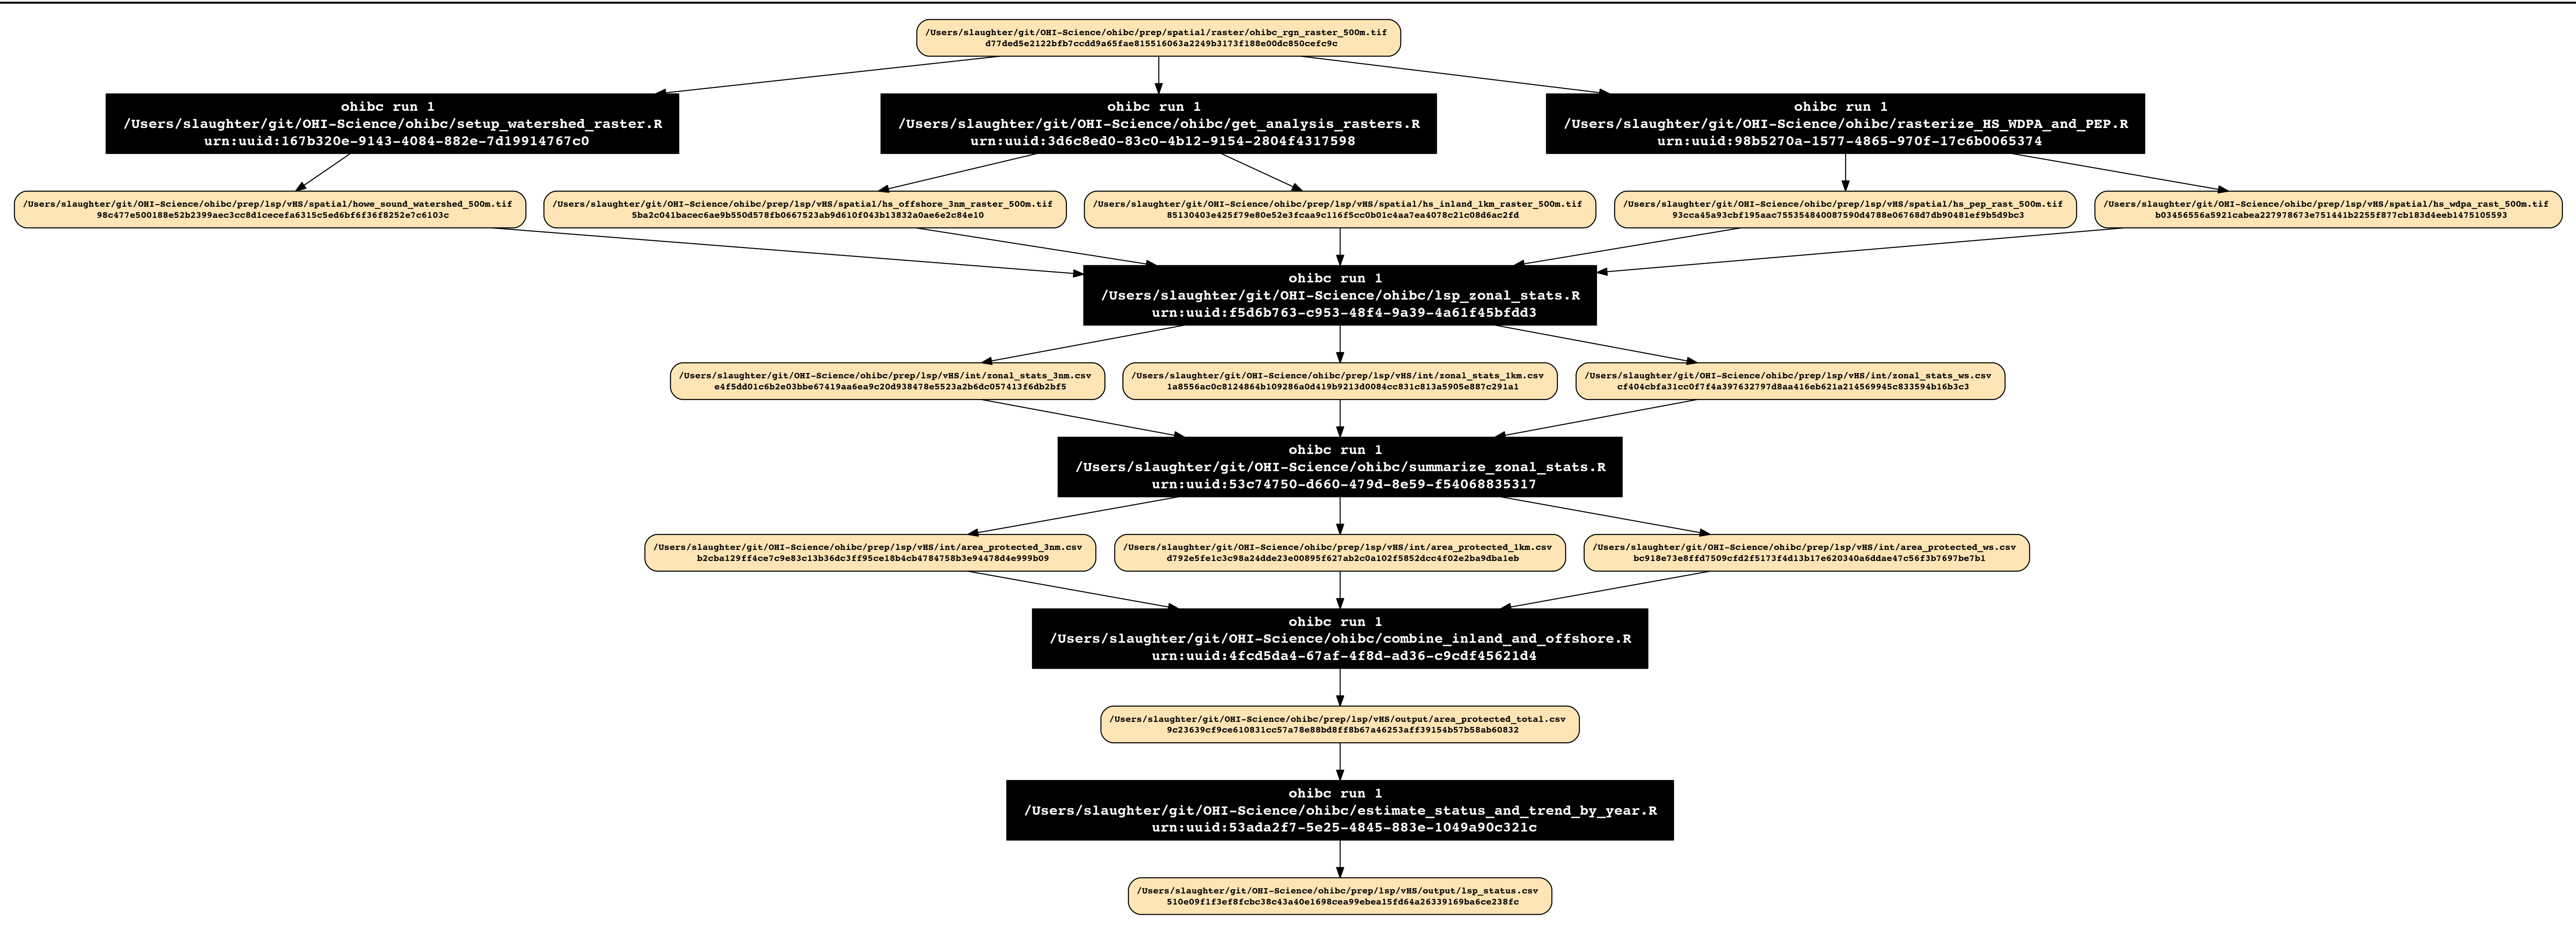 /Users/slaughter/git/OHI-Science/ohibc/prep/spatial/raster/ohibc_rgn_raster_500m.tif
d77ded5e2122bfb7ccdd9a65fae815516063a2249b3173f188e00dc850cefc9c
ohibc run 1
/Users/slaughter/git/OHI-Science/ohibc/setup_watershed_raster.R
urn:uuid:167b320e-9143-4084-882e-7d19914767c0
ohibc run 1
/Users/slaughter/git/OHI-Science/ohibc/get_analysis_rasters.R
urn:uuid:3d6c8ed0-83c0-4b12-9154-2804f4317598
ohibc run 1
/Users/slaughter/git/OHI-Science/ohibc/rasterize_HS_WDPA_and_PEP.R
urn:uuid:98b5270a-1577-4865-970f-17c6b0065374
/Users/slaughter/git/OHI-Science/ohibc/prep/lsp/vHS/spatial/howe_sound_watershed_500m.tif
98c477e500188e52b2399aec3cc8d1cecefa6315c5ed6bf6f36f8252e7c6103c
/Users/slaughter/git/OHI-Science/ohibc/prep/lsp/vHS/spatial/hs_offshore_3nm_raster_500m.tif
5ba2c041bacec6ae9b550d578fb0667523ab9d610f043b13832a0ae6e2c84e10
/Users/slaughter/git/OHI-Science/ohibc/prep/lsp/vHS/spatial/hs_inland_1km_raster_500m.tif
85130403e425f79e80e52e3fcaa9c116f5cc0b01c4aa7ea4078c21c08d6ac2fd
/Users/slaughter/git/OHI-Science/ohibc/prep/lsp/vHS/spatial/hs_pep_rast_500m.tif
93cca45a93cbf195aac755354840087590d4788e06768d7db90481ef9b5d9bc3
/Users/slaughter/git/OHI-Science/ohibc/prep/lsp/vHS/spatial/hs_wdpa_rast_500m.tif
b03456556a5921cabea227978673e751441b2255f877cb183d4eeb1475105593
ohibc run 1
/Users/slaughter/git/OHI-Science/ohibc/lsp_zonal_stats.R
urn:uuid:f5d6b763-c953-48f4-9a39-4a61f45bfdd3
/Users/slaughter/git/OHI-Science/ohibc/prep/lsp/vHS/int/zonal_stats_3nm.csv
e4f5dd01c6b2e03bbe67419aa6ea9c20d938478e5523a2b6dc057413f6db2bf5
/Users/slaughter/git/OHI-Science/ohibc/prep/lsp/vHS/int/zonal_stats_1km.csv
1a8556ac0c8124864b109286a0d419b9213d0084cc831c813a5905e887c291a1
/Users/slaughter/git/OHI-Science/ohibc/prep/lsp/vHS/int/zonal_stats_ws.csv
cf404cbfa31cc0f7f4a397632797d8aa416eb621a214569945c833594b16b3c3
ohibc run 1
/Users/slaughter/git/OHI-Science/ohibc/summarize_zonal_stats.R
urn:uuid:53c74750-d660-479d-8e59-f54068835317
/Users/slaughter/git/OHI-Science/ohibc/prep/lsp/vHS/int/area_protected_3nm.csv
b2cba129ff4ce7c9e83c13b36dc3ff95ce18b4cb4784758b3e94478d4e999b09
/Users/slaughter/git/OHI-Science/ohibc/prep/lsp/vHS/int/area_protected_1km.csv
d792e5fe1c3c98a24dde23e00895f627ab2c0a102f5852dcc4f02e2ba9dba1eb
/Users/slaughter/git/OHI-Science/ohibc/prep/lsp/vHS/int/area_protected_ws.csv
bc918e73e8ffd7509cfd2f5173f4d13b17e620340a6ddae47c56f3b7697be7b1
ohibc run 1
/Users/slaughter/git/OHI-Science/ohibc/combine_inland_and_offshore.R
urn:uuid:4fcd5da4-67af-4f8d-ad36-c9cdf45621d4
/Users/slaughter/git/OHI-Science/ohibc/prep/lsp/vHS/output/area_protected_total.csv
9c23639cf9ce610831cc57a78e88bd8ff8b67a46253aff39154b57b58ab60832
ohibc run 1
/Users/slaughter/git/OHI-Science/ohibc/estimate_status_and_trend_by_year.R
urn:uuid:53ada2f7-5e25-4845-883e-1049a90c321c
/Users/slaughter/git/OHI-Science/ohibc/prep/lsp/vHS/output/lsp_status.csv
510e09f1f3ef8fcbc38c43a40e1698cea99ebea15fd64a26339169ba6ce238fc